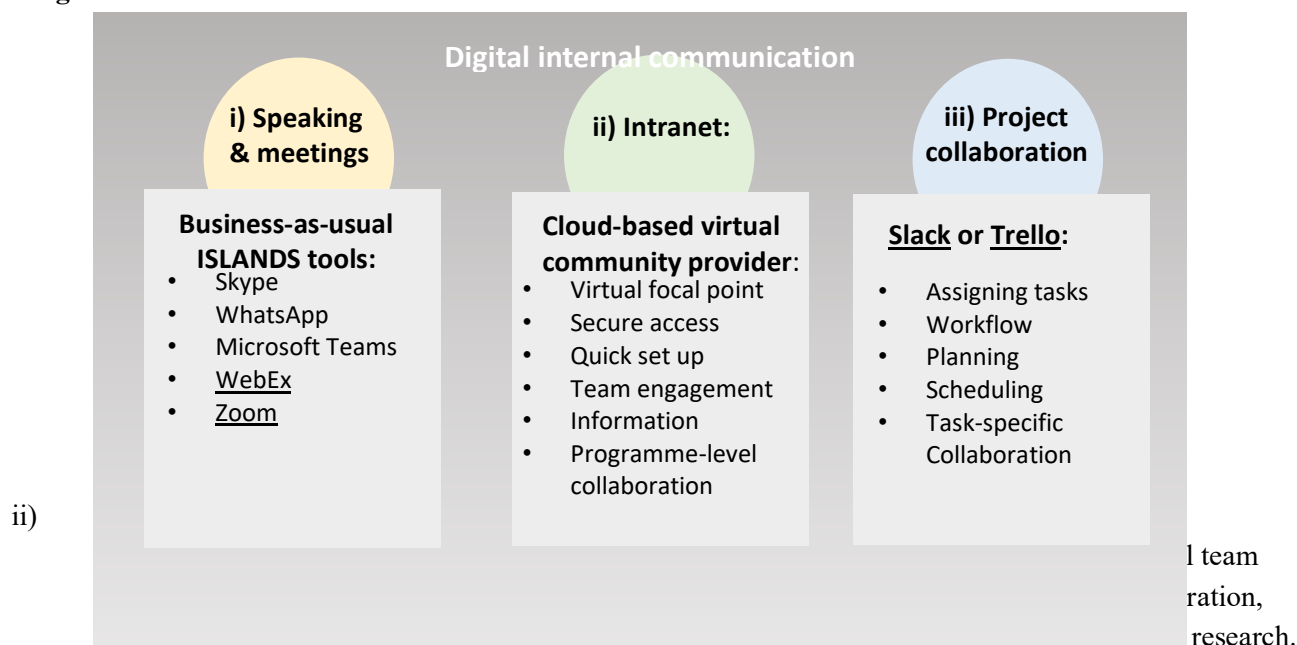 Digital internal communication
i) Speaking
& meetings
Business-as-usual
ISLANDS tools:
• Skype
• WhatsApp
• Microsoft Teams
• WebEx
• Zoom
ii) Intranet:
Cloud-based virtual
community provider:
• Virtual focal point
• Secure access
• Quick set up
• Team engagement
• Information
• Programme-level
collaboration
iii) Project
collaboration
Slack or Trello:
• Assigning tasks
• Workflow
• Planning
• Scheduling
• Task-specific
Collaboration
ii)
l team
ration,
research.